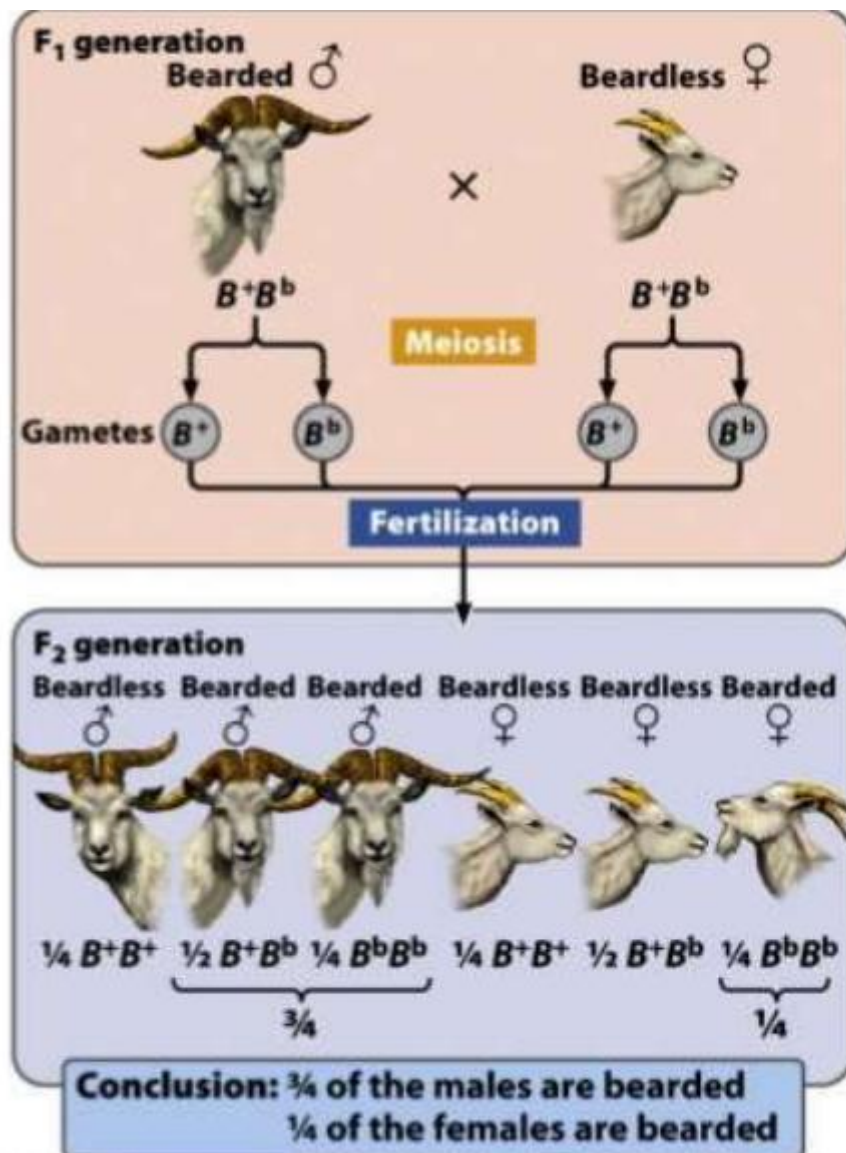 F₁ generation
Bearded ♂ Beardless ♀
×
B⁺Bᵇ B⁺Bᵇ
Meiosis
Gametes B⁺ Bᵇ B⁺ Bᵇ
Fertilization
F₂ generation
Beardless Bearded Bearded Beardless Beardless Bearded
♂ ♂ ♂ ♀ ♀ ♀
¼ B⁺B⁺ ½ B⁺Bᵇ ¼ BᵇBᵇ ¼ B⁺B⁺ ½ B⁺Bᵇ ¼ BᵇBᵇ
¾ ¼
Conclusion: ¾ of the males are bearded
¼ of the females are bearded